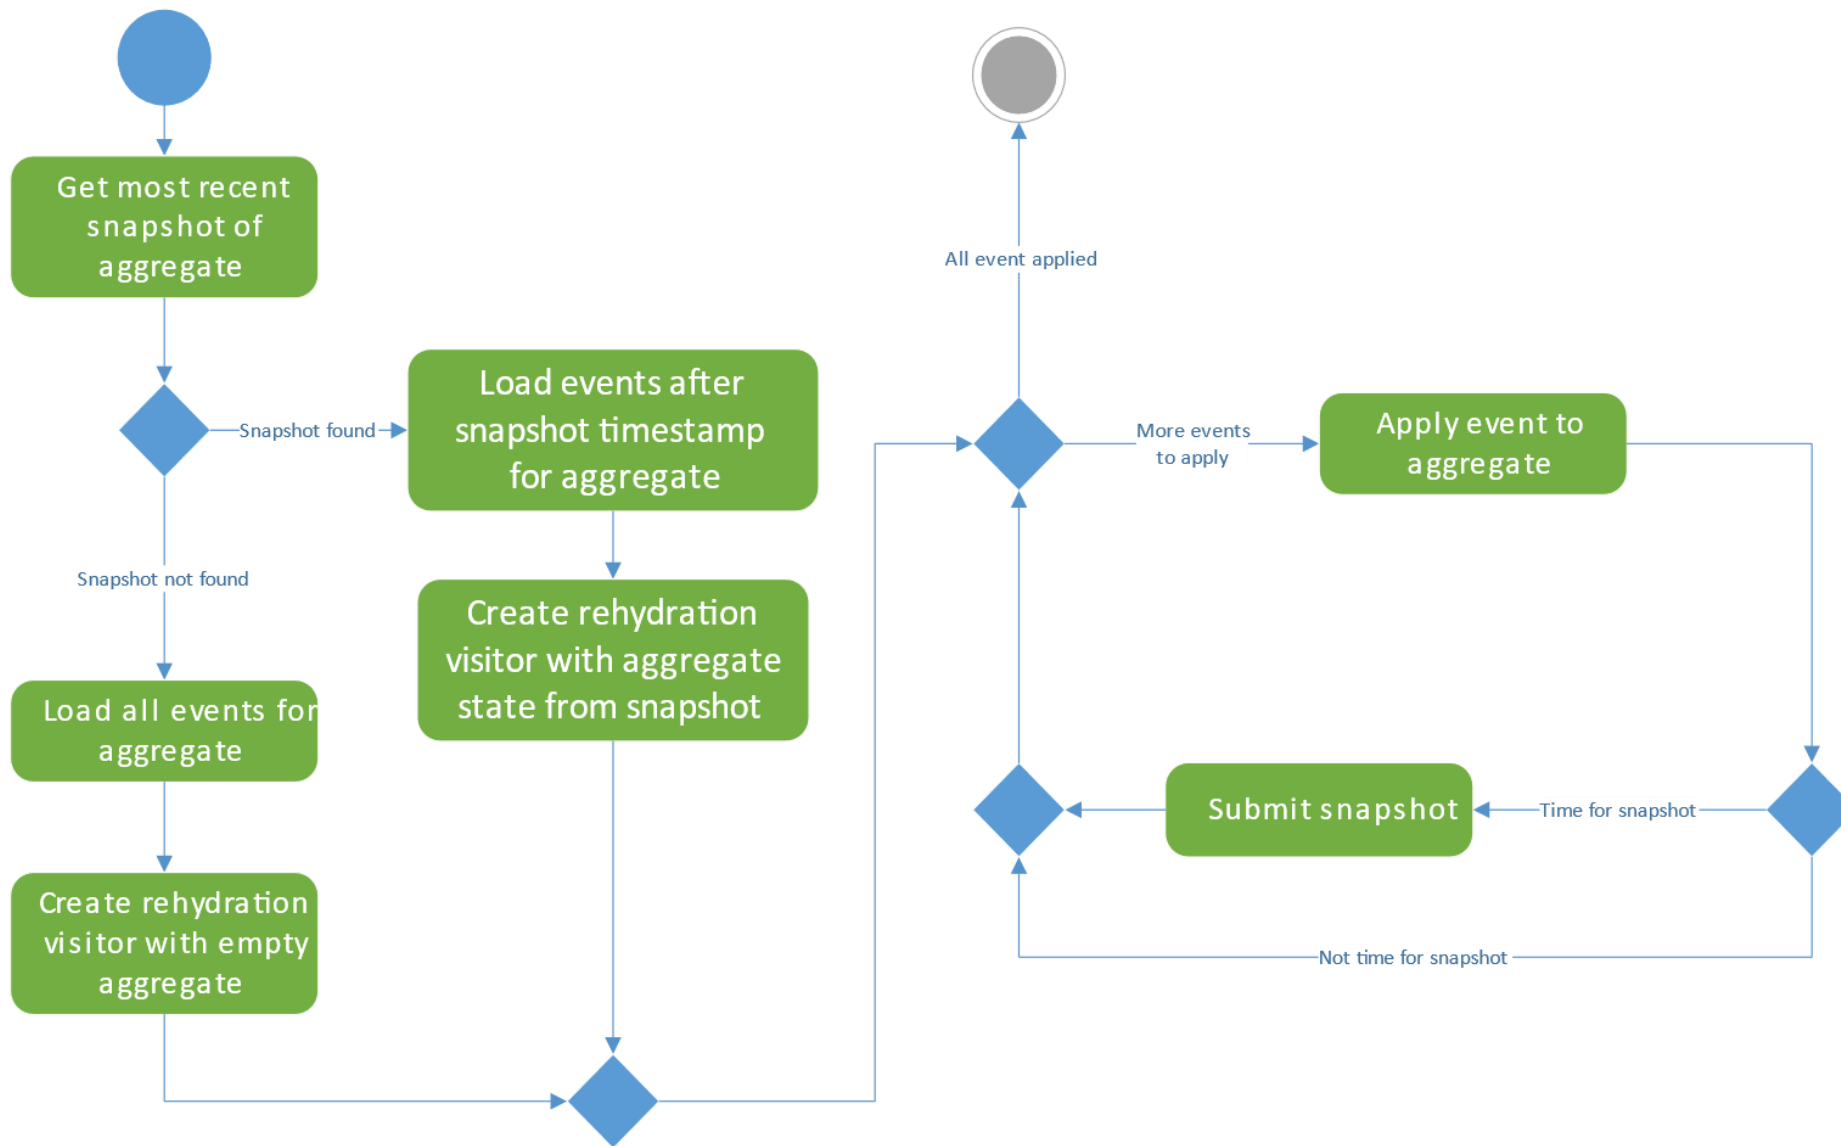 Get most recent
snapshot of
aggregate
Snapshot found
Load events after
snapshot timestamp
for aggregate
Snapshot not found
Create rehydration
visitor with aggregate
state from snapshot
Load all events for
aggregate
Create rehydration
visitor with empty
aggregate
All event applied
More events
to apply
Apply event to
aggregate
Submit snapshot
Time for snapshot
Not time for snapshot